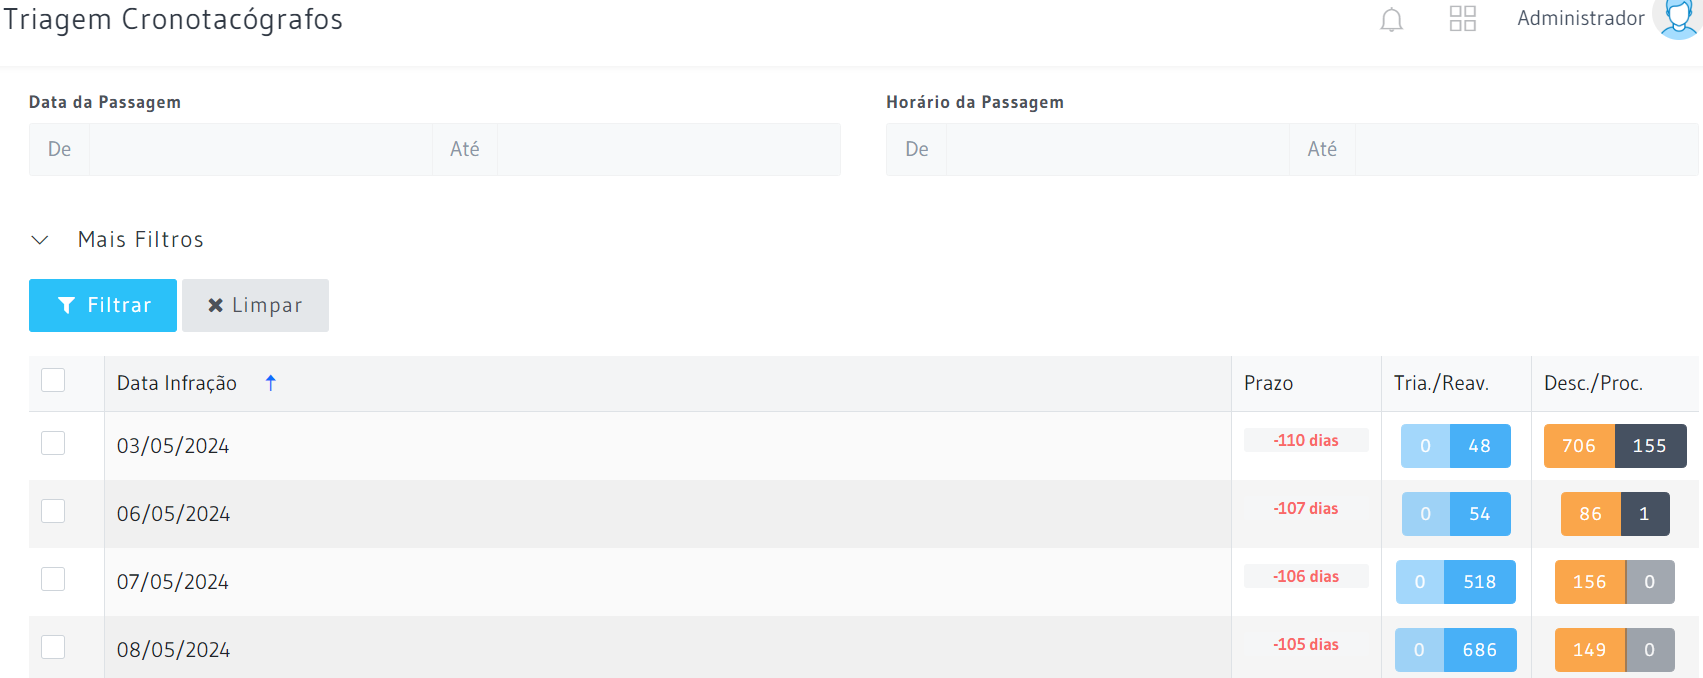 Triagem Cronotacógrafos
Administrador
Data da Passagem
Horário da Passagem
De Até
De Até
Mais Filtros
Filtrar Limpar
Data Infração Prazo Tria./Reav. Desc./Proc.
03/05/2024 -110 dias 0 48 706 155
06/05/2024 -107 dias 0 54 86 1
07/05/2024 -106 dias 0 518 156 0
08/05/2024 -105 dias 0 686 149 0